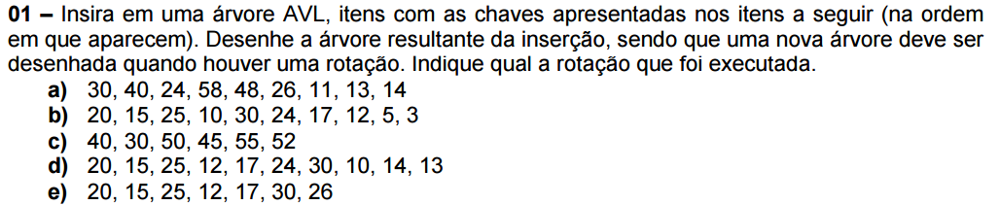 01 – Insira em uma árvore AVL, itens com as chaves apresentadas nos itens a seguir (na ordem
em que aparecem). Desenhe a árvore resultante da inserção, sendo que uma nova árvore deve ser
desenhada quando houver uma rotação. Indique qual a rotação que foi executada.
a) 30, 40, 24, 58, 48, 26, 11, 13, 14
b) 20, 15, 25, 10, 30, 24, 17, 12, 5, 3
c) 40, 30, 50, 45, 55, 52
d) 20, 15, 25, 12, 17, 24, 30, 10, 14, 13
e) 20, 15, 25, 12, 17, 30, 26